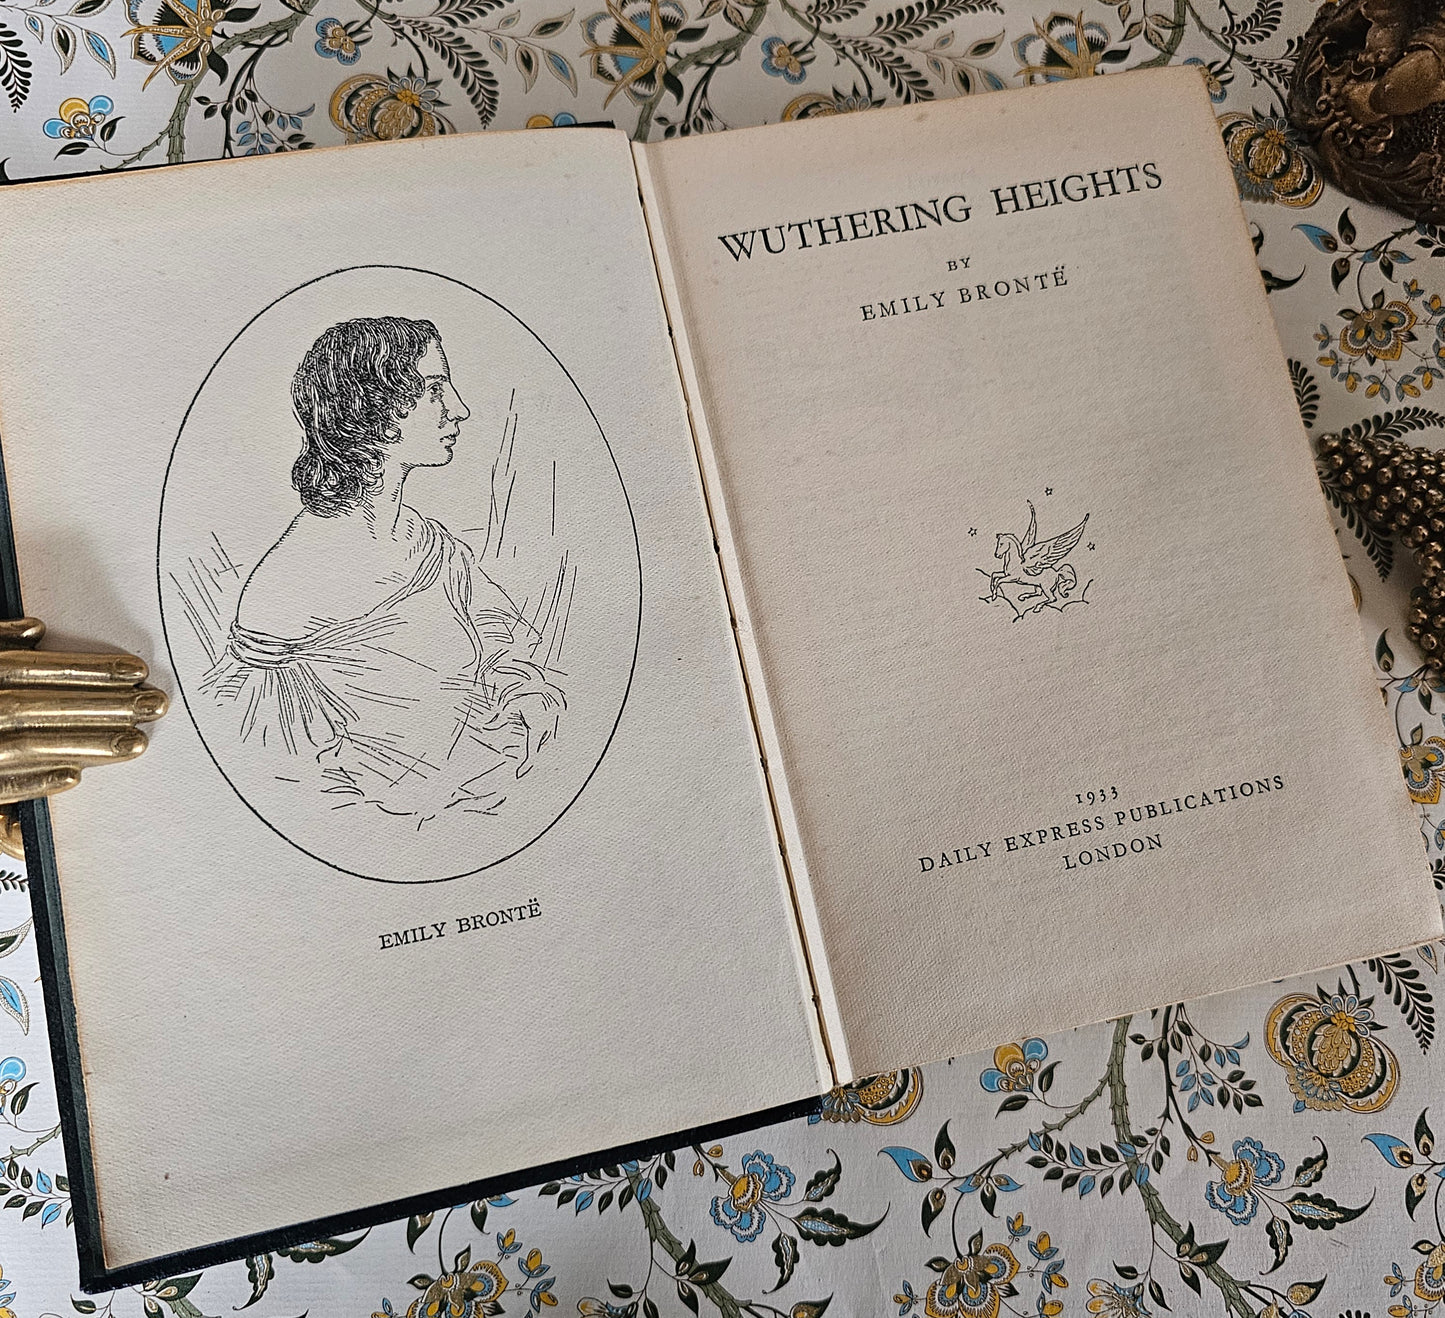 EMILY BRONTË
WUTHERING HEIGHTS
BY
EMILY BRONTË
1933
DAILY EXPRESS PUBLICATIONS
LONDON